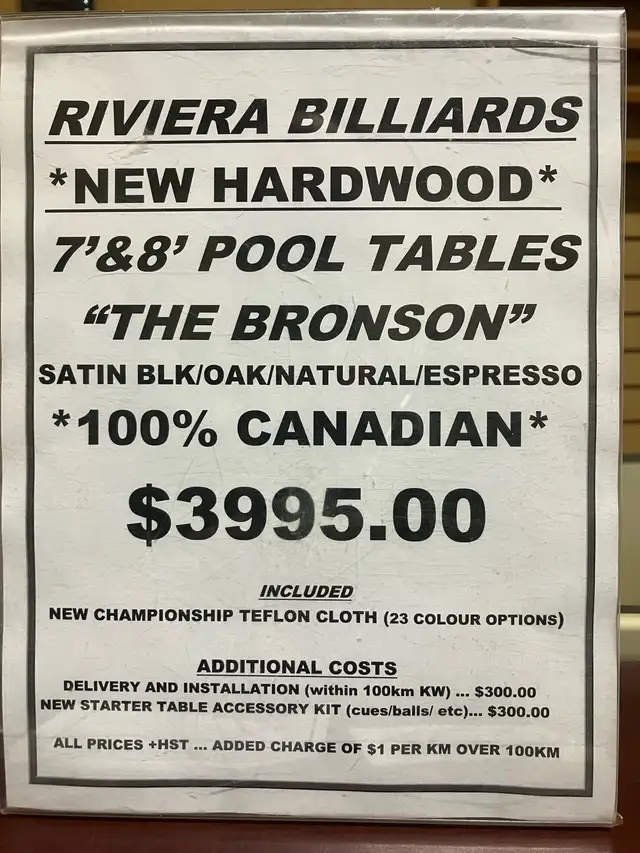 RIVIERA BILLIARDS
*NEW HARDWOOD*
7'&8' POOL TABLES
"THE BRONSON"
SATIN BLK/OAK/NATURAL/ESPRESSO
*100% CANADIAN*
$3995.00
INCLUDED
NEW CHAMPIONSHIP TEFLON CLOTH (23 COLOUR OPTIONS)
ADDITIONAL COSTS
DELIVERY AND INSTALLATION (within 100km KW) ... $300.00
NEW STARTER TABLE ACCESSORY KIT (cues/balls/ etc)... $300.00
ALL PRICES +HST ... ADDED CHARGE OF $1 PER KM OVER 100KM